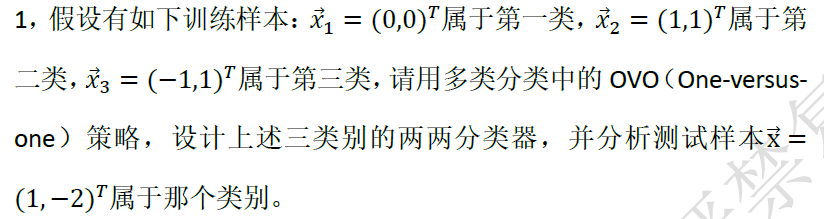 1，假设有如下训练样本：x⃗₁ = (0,0)ᵀ属于第一类，x⃗₂ = (1,1)ᵀ属于第
二类，x⃗₃ = (−1,1)ᵀ属于第三类，请用多类分类中的 OVO（One-versus-
one）策略，设计上述三类别的两两分类器，并分析测试样本x⃗ =
(1,−2)ᵀ属于那个类别。
严禁